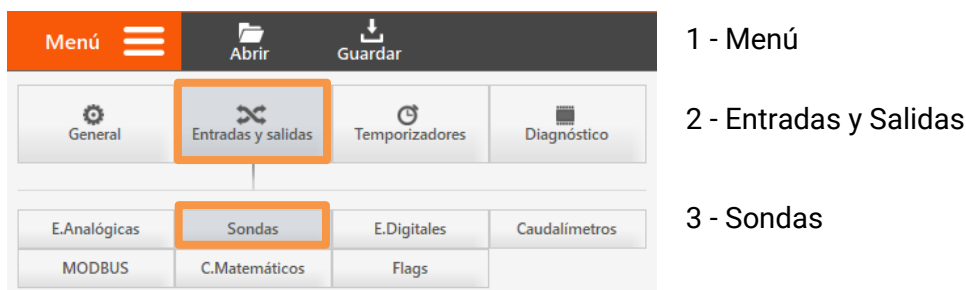 Menú
Abrir
Guardar
1 - Menú
General
Entradas y salidas
Temporizadores
Diagnóstico
2 - Entradas y Salidas
E.Analógicas
Sondas
E.Digitales
Caudalímetros
3 - Sondas
MODBUS
C.Matemáticos
Flags